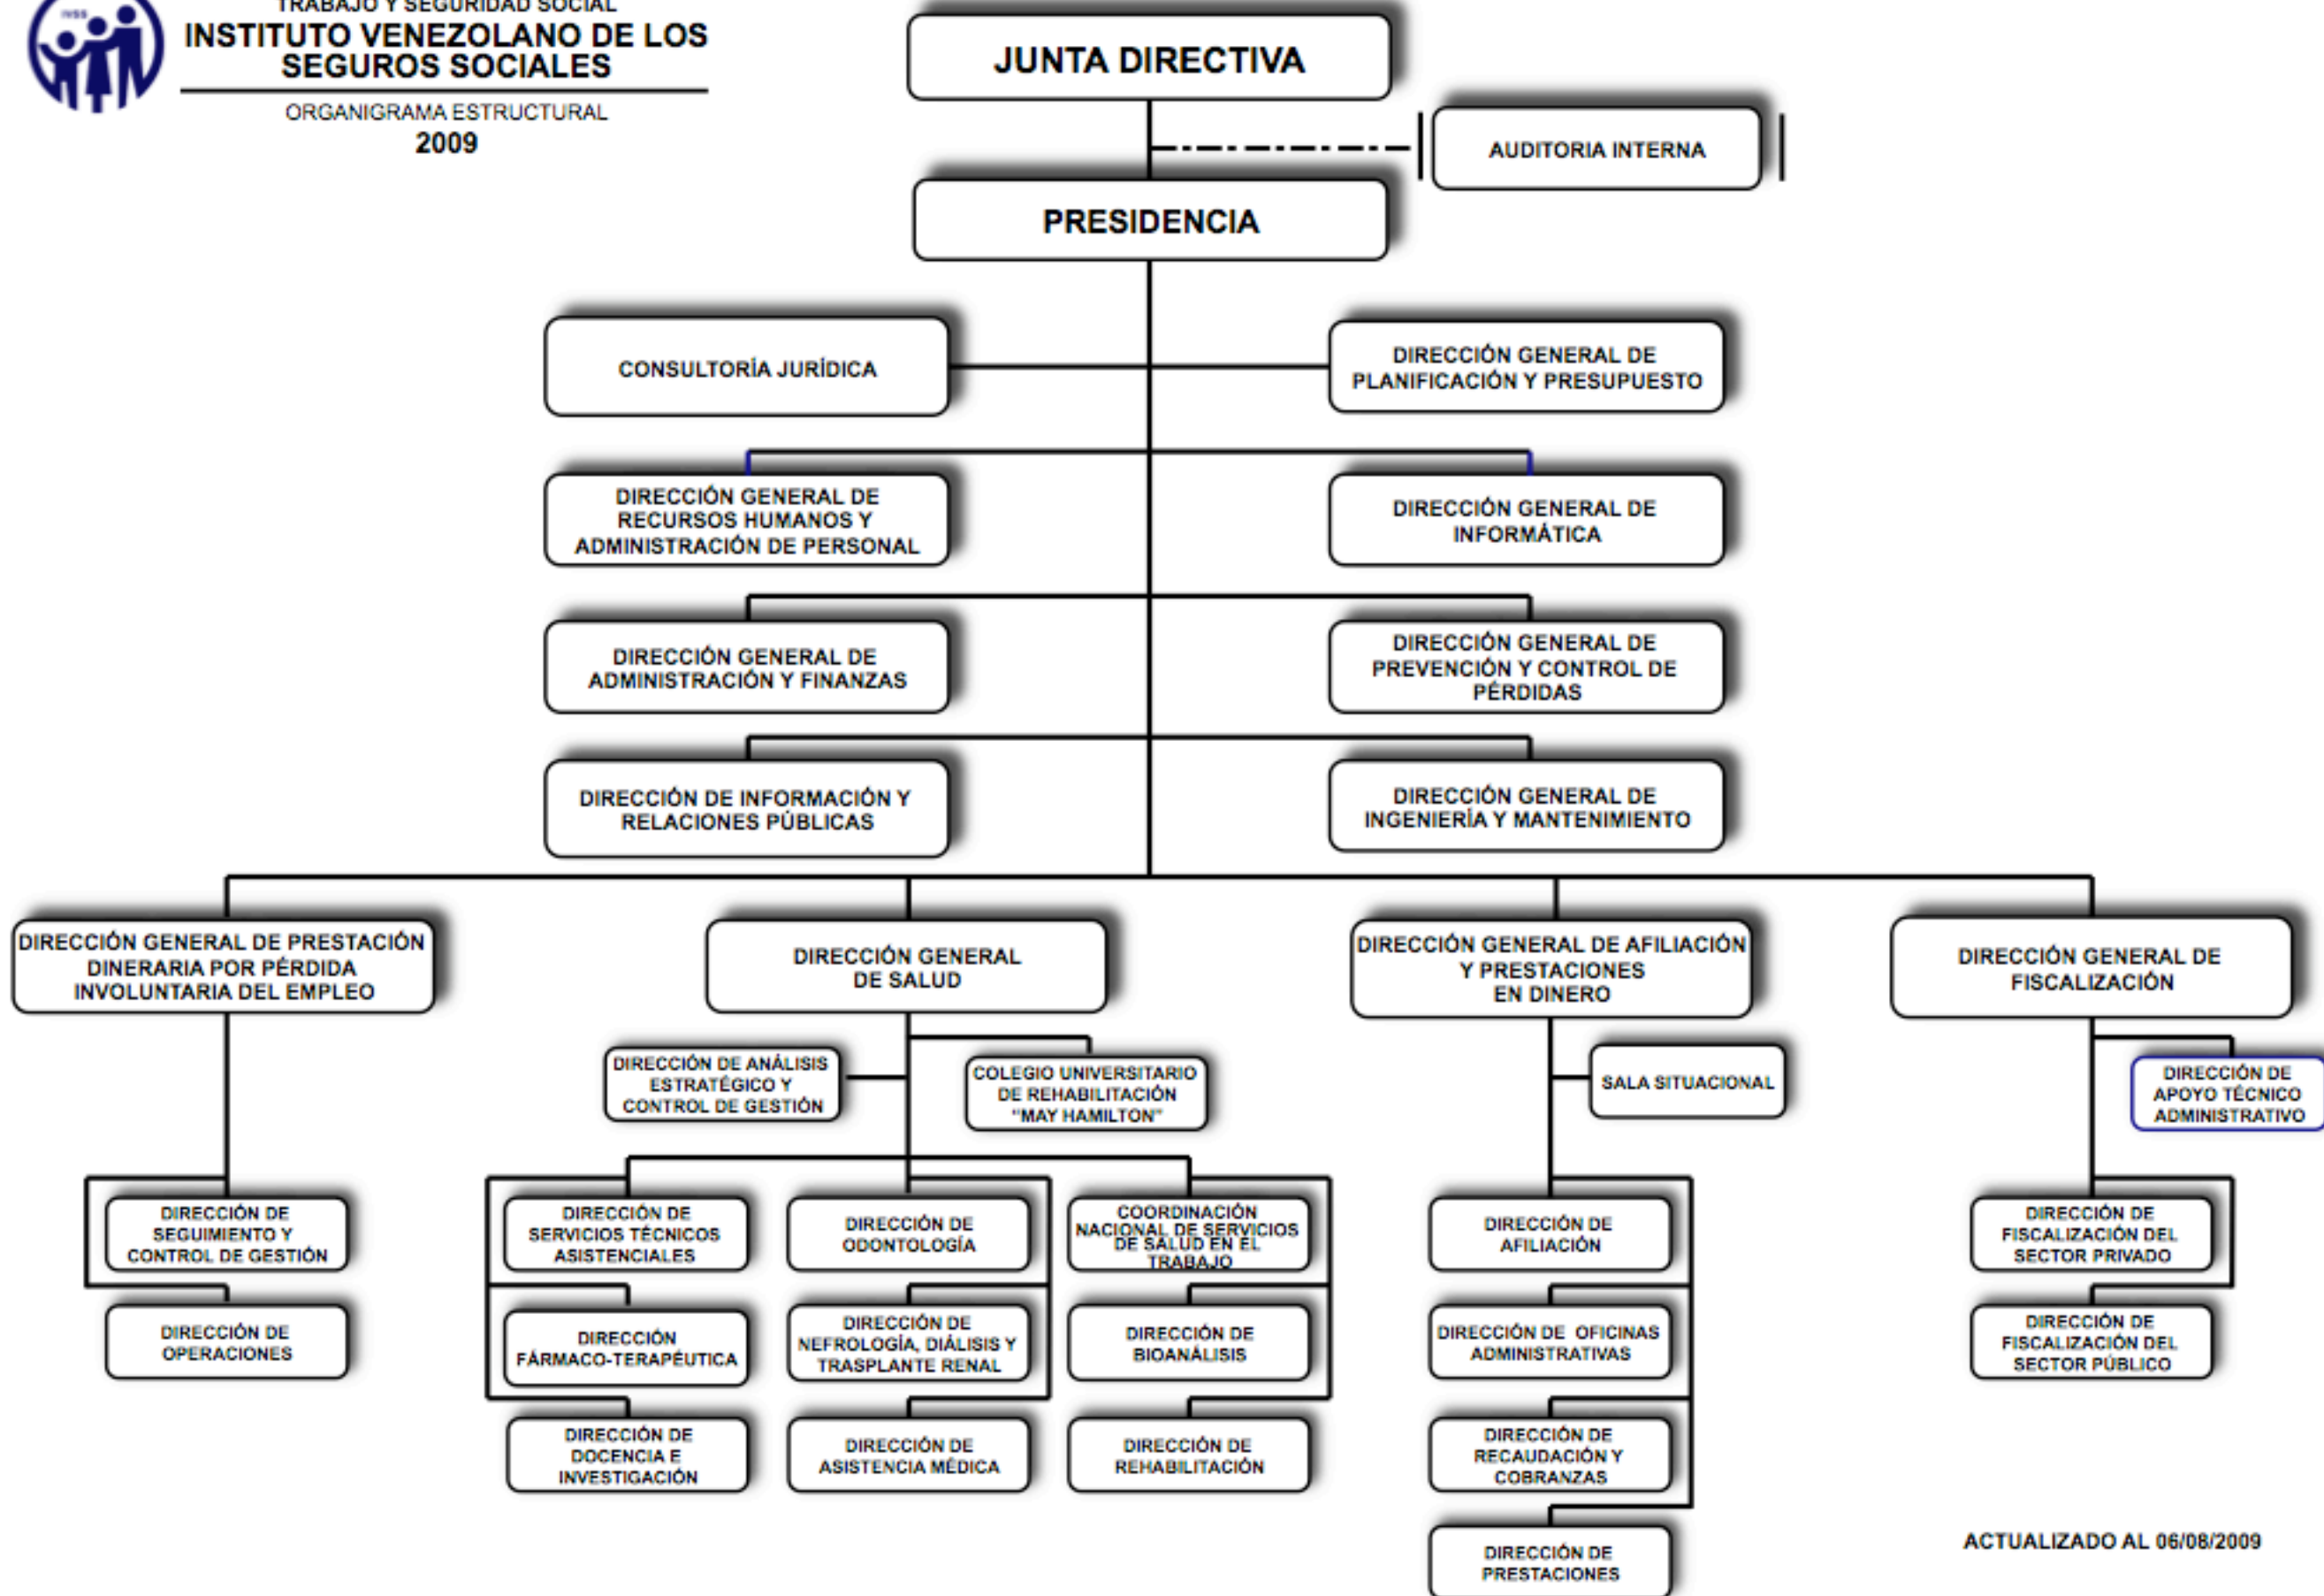 IVSS
TRABAJO Y SEGURIDAD SOCIAL
INSTITUTO VENEZOLANO DE LOS
SEGUROS SOCIALES
ORGANIGRAMA ESTRUCTURAL
2009
JUNTA DIRECTIVA
AUDITORIA INTERNA
PRESIDENCIA
CONSULTORÍA JURÍDICA
DIRECCIÓN GENERAL DE
PLANIFICACIÓN Y PRESUPUESTO
DIRECCIÓN GENERAL DE
RECURSOS HUMANOS Y
ADMINISTRACIÓN DE PERSONAL
DIRECCIÓN GENERAL DE
INFORMÁTICA
DIRECCIÓN GENERAL DE
ADMINISTRACIÓN Y FINANZAS
DIRECCIÓN GENERAL DE
PREVENCIÓN Y CONTROL DE
PÉRDIDAS
DIRECCIÓN DE INFORMACIÓN Y
RELACIONES PÚBLICAS
DIRECCIÓN GENERAL DE
INGENIERÍA Y MANTENIMIENTO
DIRECCIÓN GENERAL DE PRESTACIÓN
DINERARIA POR PÉRDIDA
INVOLUNTARIA DEL EMPLEO
DIRECCIÓN GENERAL
DE SALUD
DIRECCIÓN GENERAL DE AFILIACIÓN
Y PRESTACIONES
EN DINERO
DIRECCIÓN GENERAL DE
FISCALIZACIÓN
DIRECCIÓN DE ANÁLISIS
ESTRATÉGICO Y
CONTROL DE GESTIÓN
COLEGIO UNIVERSITARIO
DE REHABILITACIÓN
“MAY HAMILTON”
SALA SITUACIONAL
DIRECCIÓN DE
APOYO TÉCNICO
ADMINISTRATIVO
DIRECCIÓN DE
SEGUIMIENTO Y
CONTROL DE GESTIÓN
DIRECCIÓN DE
SERVICIOS TÉCNICOS
ASISTENCIALES
DIRECCIÓN DE
ODONTOLOGÍA
COORDINACIÓN
NACIONAL DE SERVICIOS
DE SALUD EN EL
TRABAJO
DIRECCIÓN DE
AFILIACIÓN
DIRECCIÓN DE
FISCALIZACIÓN DEL
SECTOR PRIVADO
DIRECCIÓN DE
OPERACIONES
DIRECCIÓN
FÁRMACO-TERAPÉUTICA
DIRECCIÓN DE
NEFROLOGÍA, DIÁLISIS Y
TRASPLANTE RENAL
DIRECCIÓN DE
BIOANÁLISIS
DIRECCIÓN DE OFICINAS
ADMINISTRATIVAS
DIRECCIÓN DE
FISCALIZACIÓN DEL
SECTOR PÚBLICO
DIRECCIÓN DE
DOCENCIA E
INVESTIGACIÓN
DIRECCIÓN DE
ASISTENCIA MÉDICA
DIRECCIÓN DE
REHABILITACIÓN
DIRECCIÓN DE
RECAUDACIÓN Y
COBRANZAS
DIRECCIÓN DE
PRESTACIONES
ACTUALIZADO AL 06/08/2009